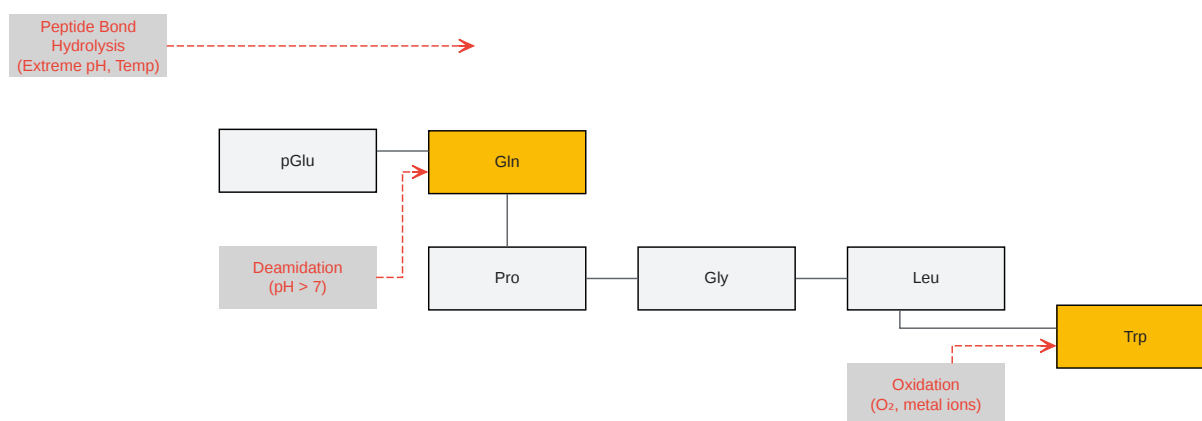 Peptide Bond
Hydrolysis
(Extreme pH, Temp)
pGlu
Gln
Deamidation
(pH > 7)
Pro
Gly
Leu
Trp
Oxidation
(O₂, metal ions)